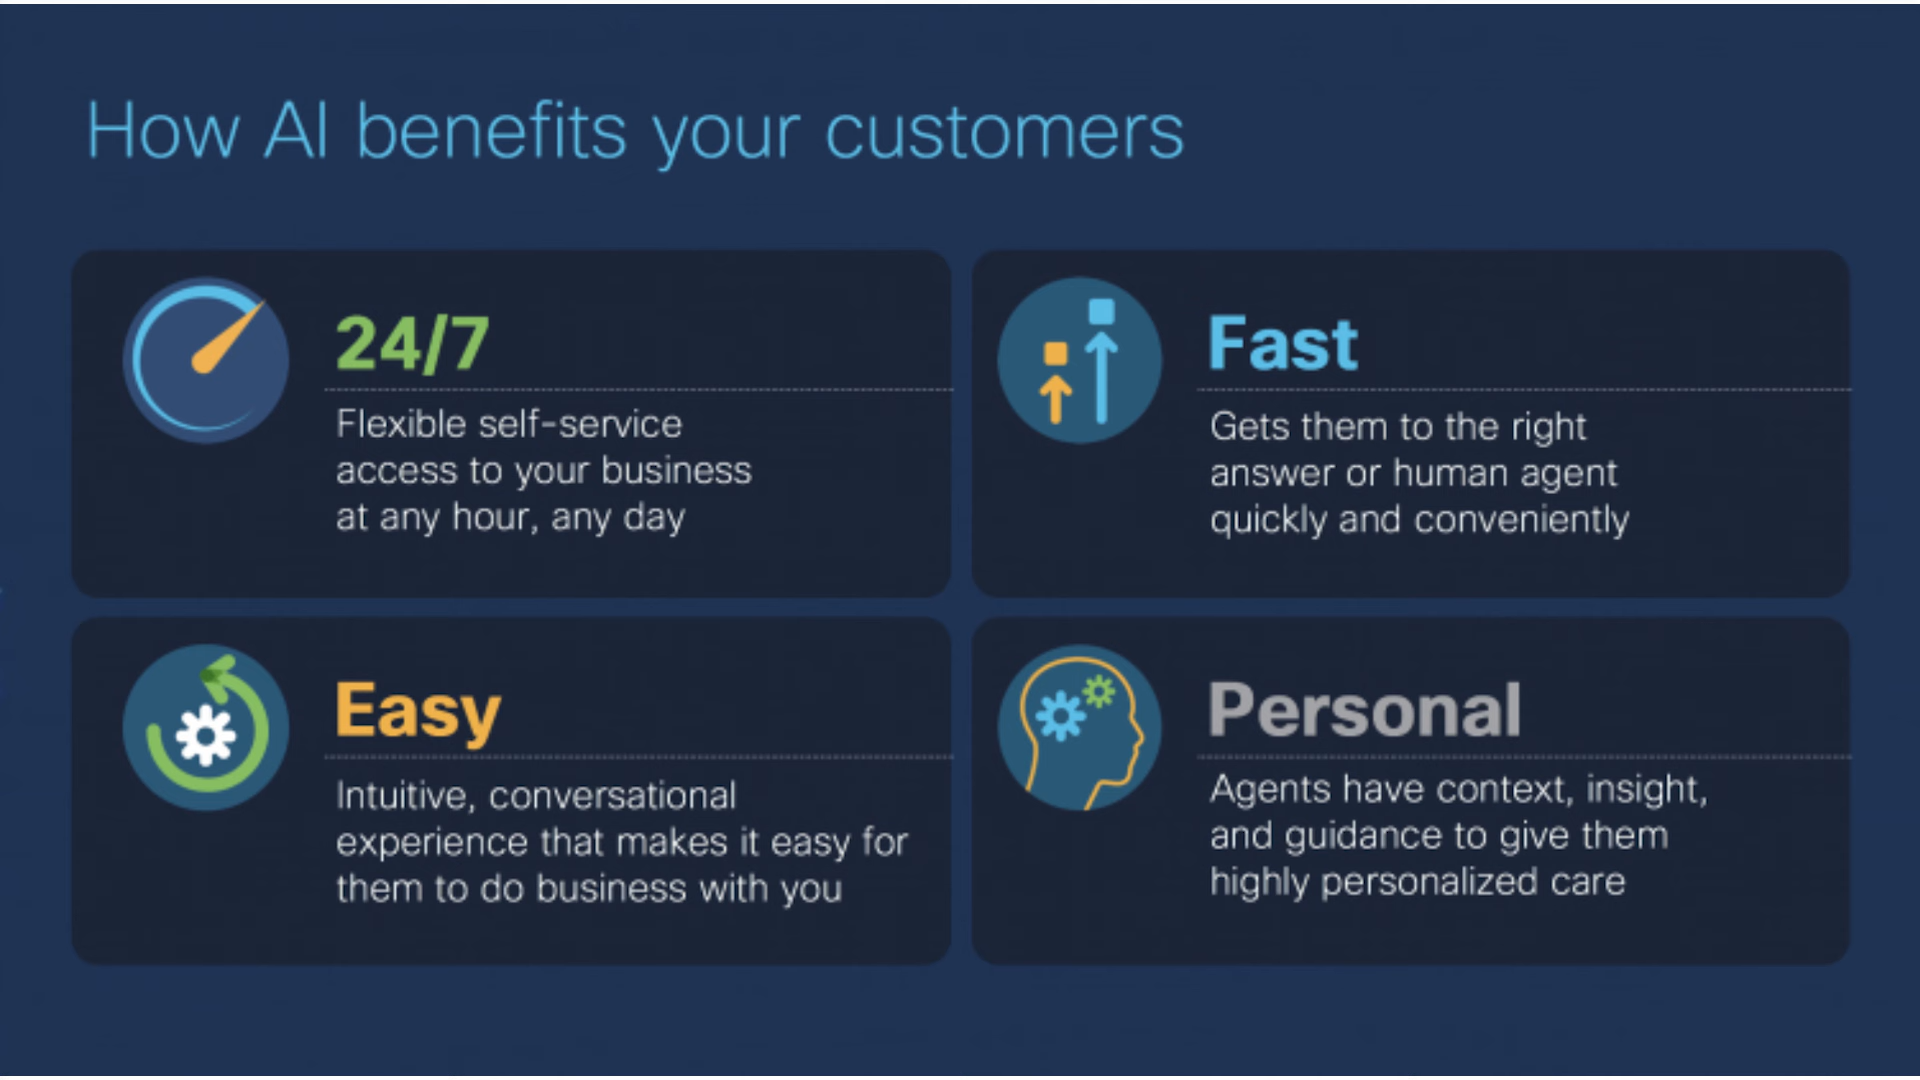 How AI benefits your customers
24/7
Flexible self-service
access to your business
at any hour, any day
Fast
Gets them to the right
answer or human agent
quickly and conveniently
Easy
Intuitive, conversational
experience that makes it easy for
them to do business with you
Personal
Agents have context, insight,
and guidance to give them
highly personalized care